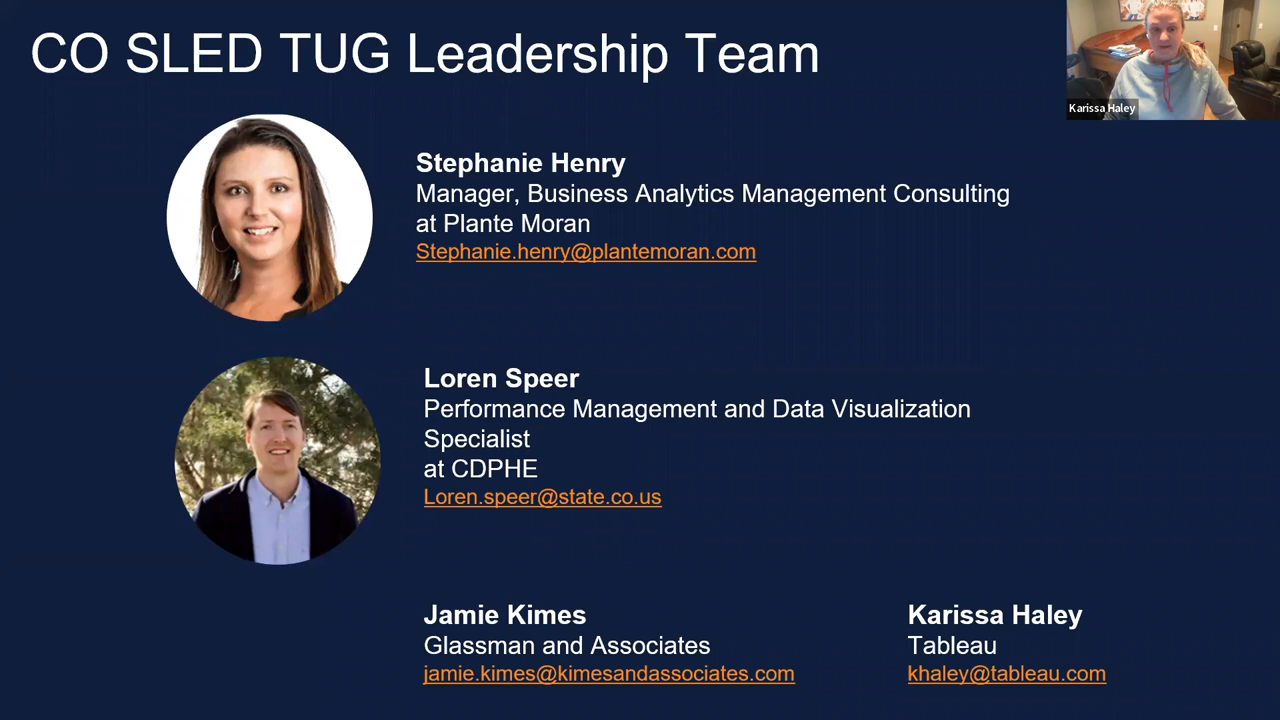 CO SLED TUG Leadership Team
Karissa Haley
Stephanie Henry
Manager, Business Analytics Management Consulting
at Plante Moran
Stephanie.henry@plantemoran.com
Loren Speer
Performance Management and Data Visualization
Specialist
at CDPHE
Loren.speer@state.co.us
Jamie Kimes
Glassman and Associates
jamie.kimes@kimesandassociates.com
Karissa Haley
Tableau
khaley@tableau.com